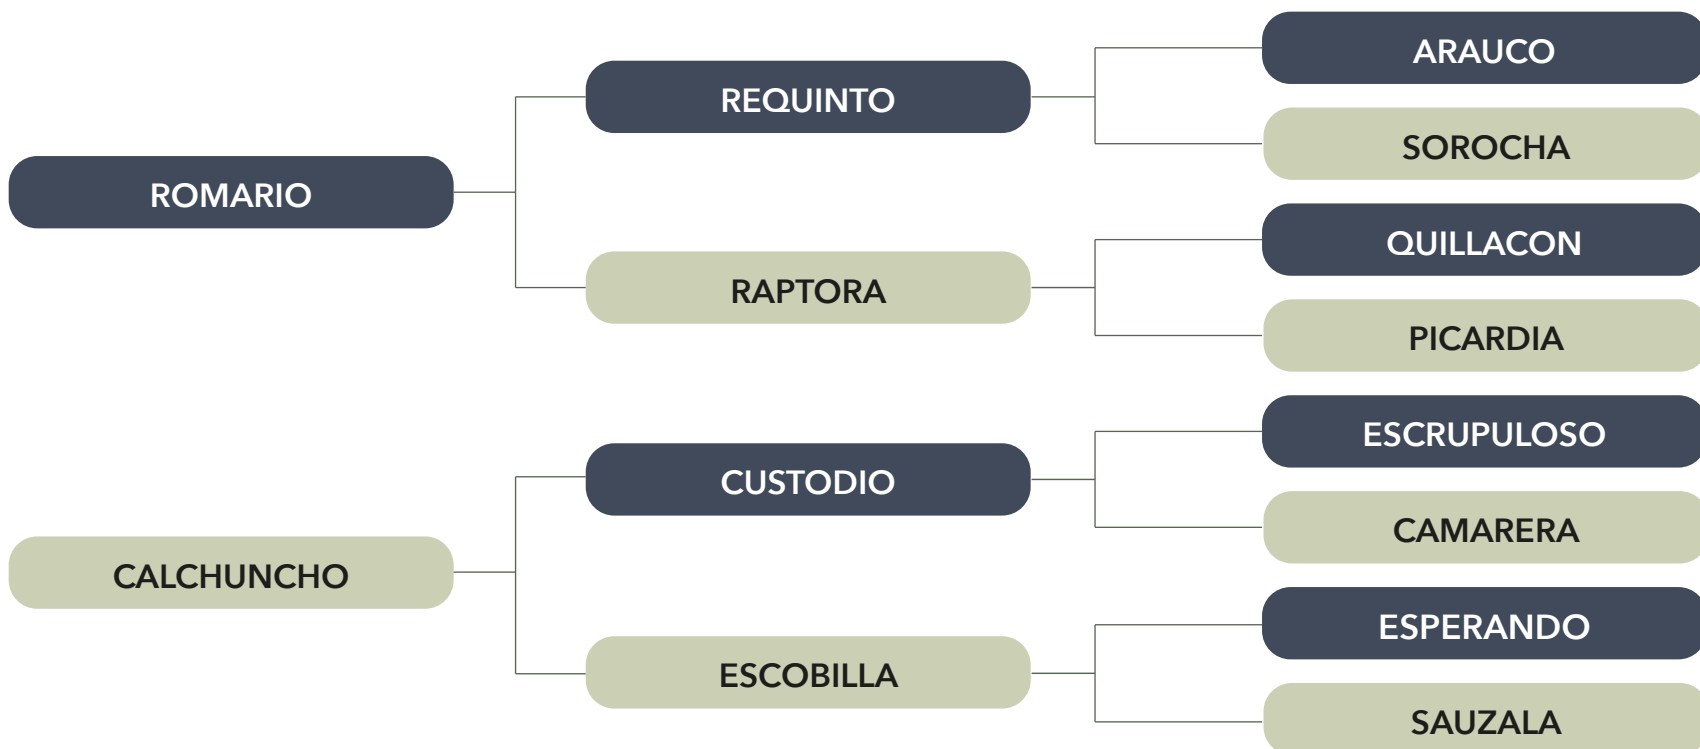 ARAUCO
REQUINTO
SOROCHA
ROMARIO
QUILLACON
RAPTORA
PICARDIA
ESCRUPULOSO
CUSTODIO
CAMARERA
CALCHUNCHO
ESPERANDO
ESCOBILLA
SAUZALA